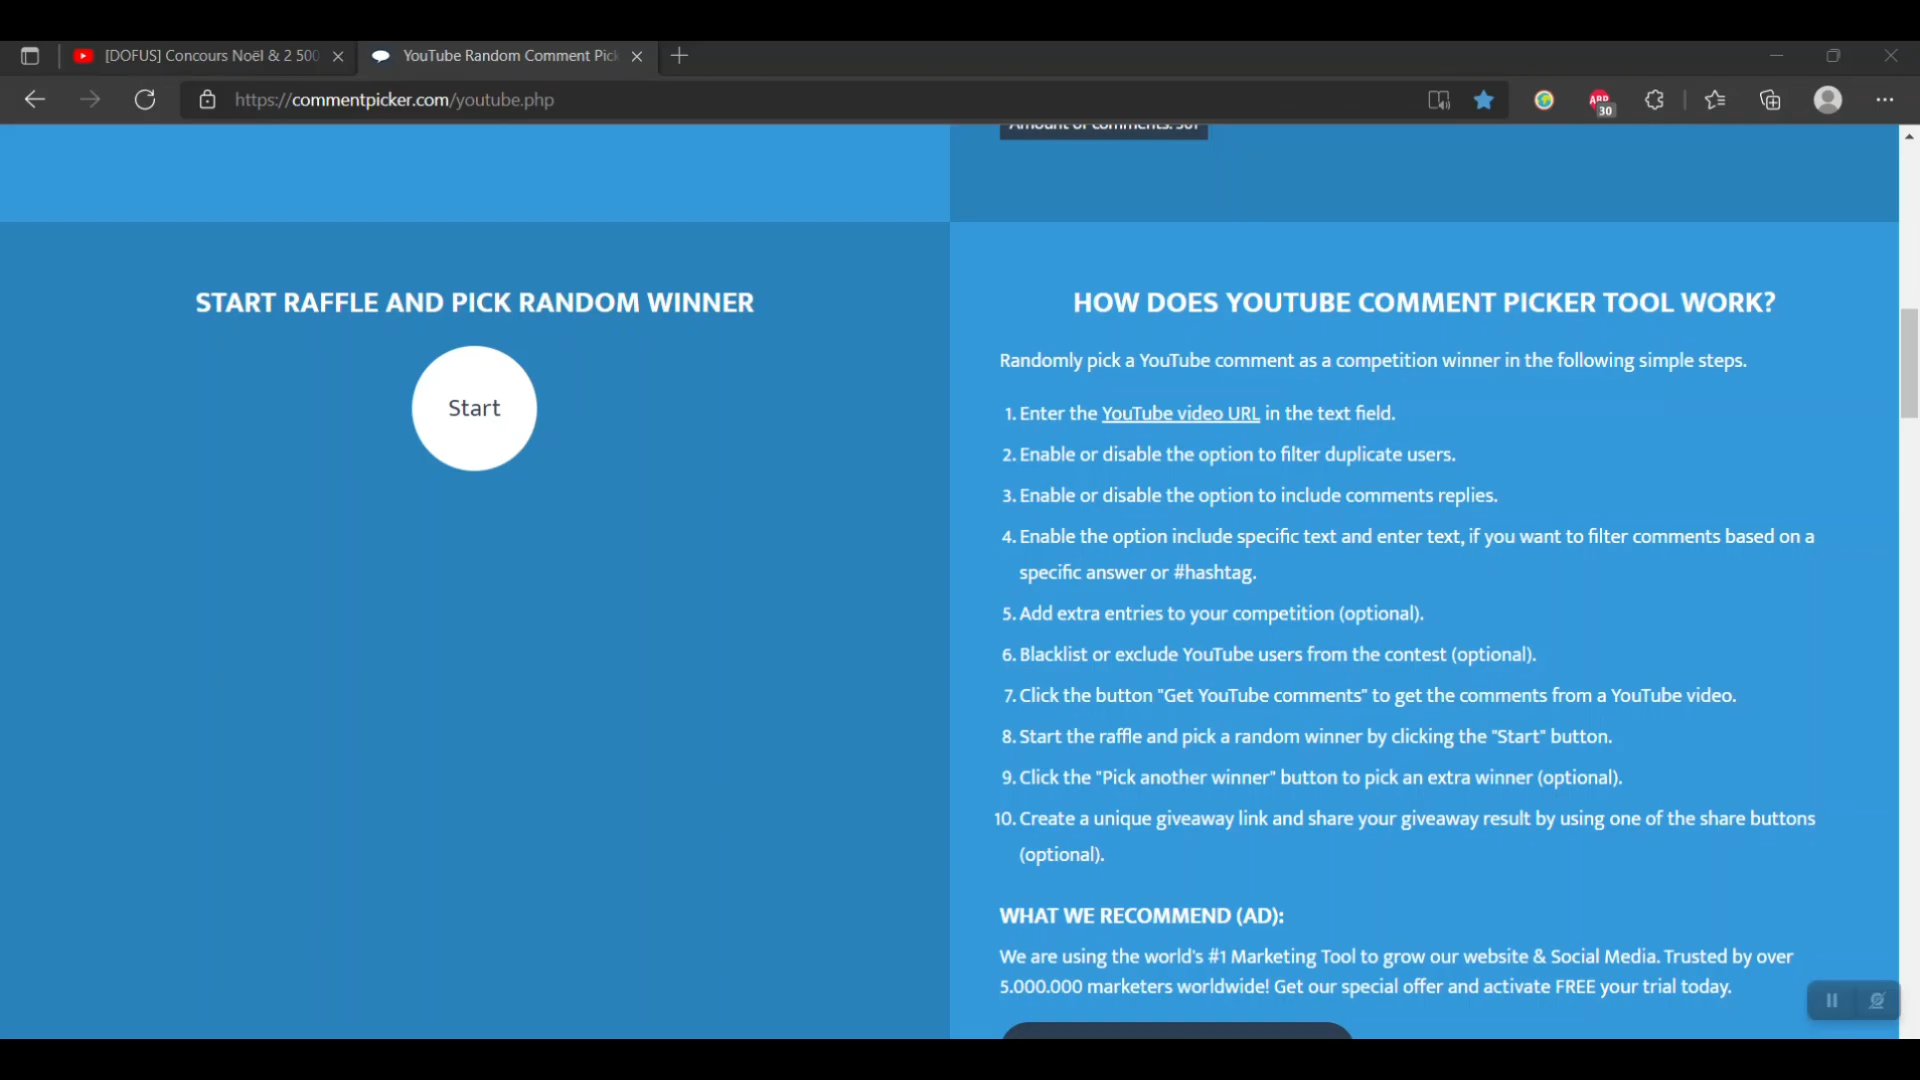 [DOFUS] Concours Noël & 2 500
YouTube Random Comment Pick
https://commentpicker.com/youtube.php
ABP
30
Amount of comments:
START RAFFLE AND PICK RANDOM WINNER
Start
HOW DOES YOUTUBE COMMENT PICKER TOOL WORK?
Randomly pick a YouTube comment as a competition winner in the following simple steps.
1. Enter the YouTube video URL in the text field.
2. Enable or disable the option to filter duplicate users.
3. Enable or disable the option to include comments replies.
4. Enable the option include specific text and enter text, if you want to filter comments based on a
specific answer or #hashtag.
5. Add extra entries to your competition (optional).
6. Blacklist or exclude YouTube users from the contest (optional).
7. Click the button "Get YouTube comments" to get the comments from a YouTube video.
8. Start the raffle and pick a random winner by clicking the "Start" button.
9. Click the "Pick another winner" button to pick an extra winner (optional).
10. Create a unique giveaway link and share your giveaway result by using one of the share buttons
(optional).
WHAT WE RECOMMEND (AD):
We are using the world's #1 Marketing Tool to grow our website & Social Media. Trusted by over
5.000.000 marketers worldwide! Get our special offer and activate FREE your trial today.